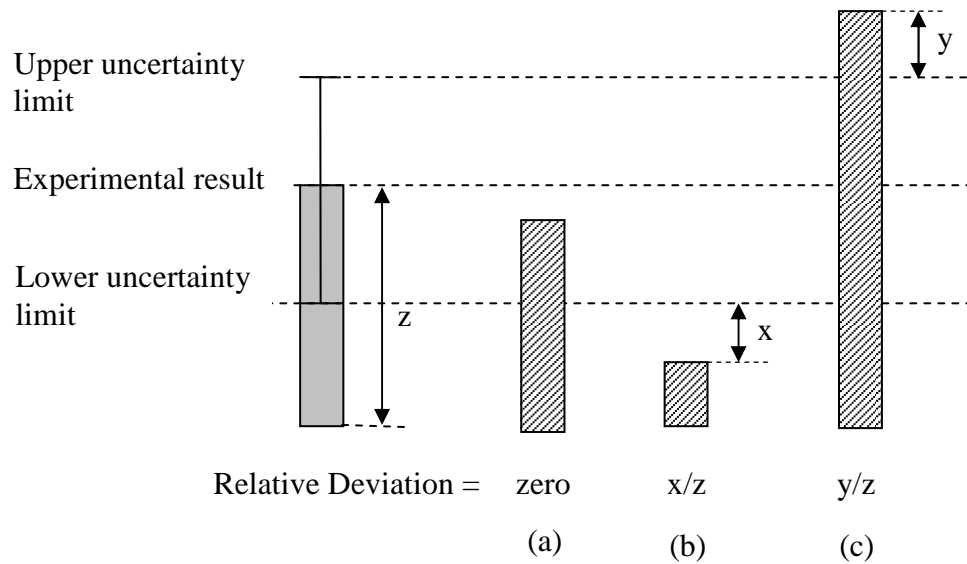 y
Upper uncertainty
limit
Experimental result
Lower uncertainty
limit
z
x
Relative Deviation = zero x/z y/z
(a) (b) (c)